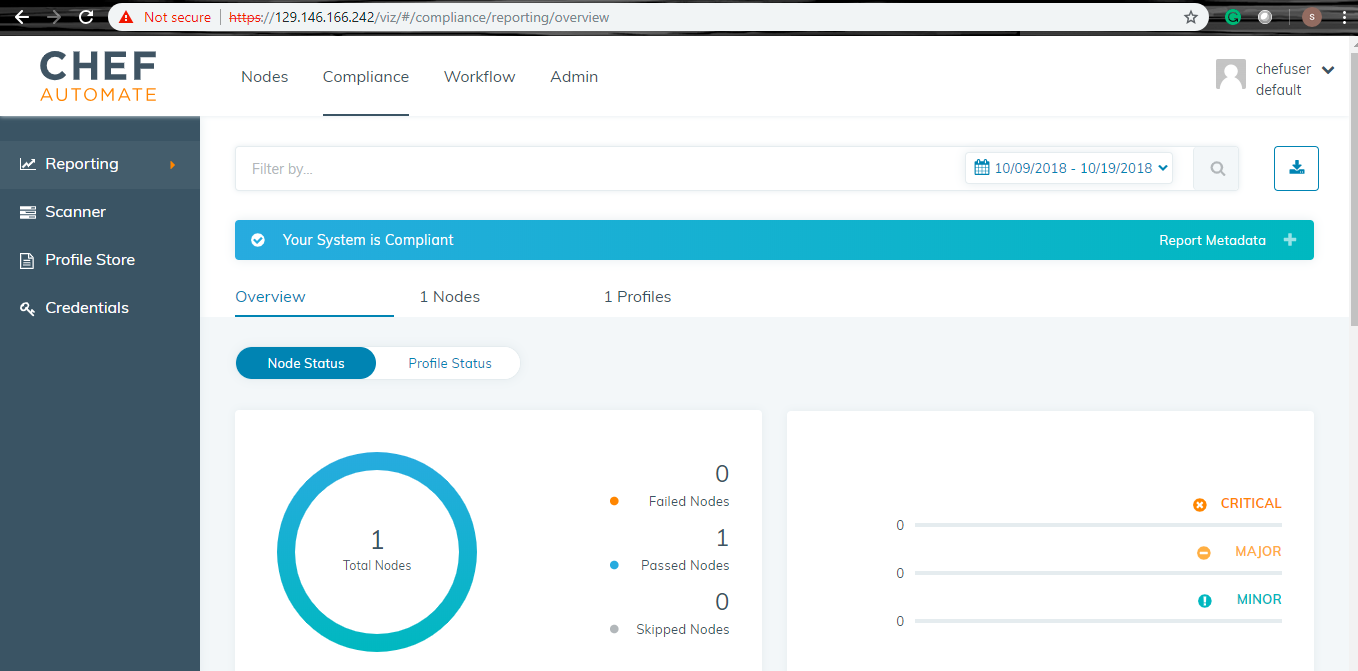 Not secure | https://129.146.166.242/viz/#/compliance/reporting/overview
S
CHEF
AUTOMATE
Nodes Compliance Workflow Admin
chefuser
default
Reporting
Scanner
Profile Store
Credentials
Filter by...
10/09/2018 - 10/19/2018
Your System is Compliant
Report Metadata +
Overview 1 Nodes 1 Profiles
Node Status Profile Status
1
Total Nodes
0
Failed Nodes
1
Passed Nodes
0
Skipped Nodes
CRITICAL
0
MAJOR
0
MINOR
0